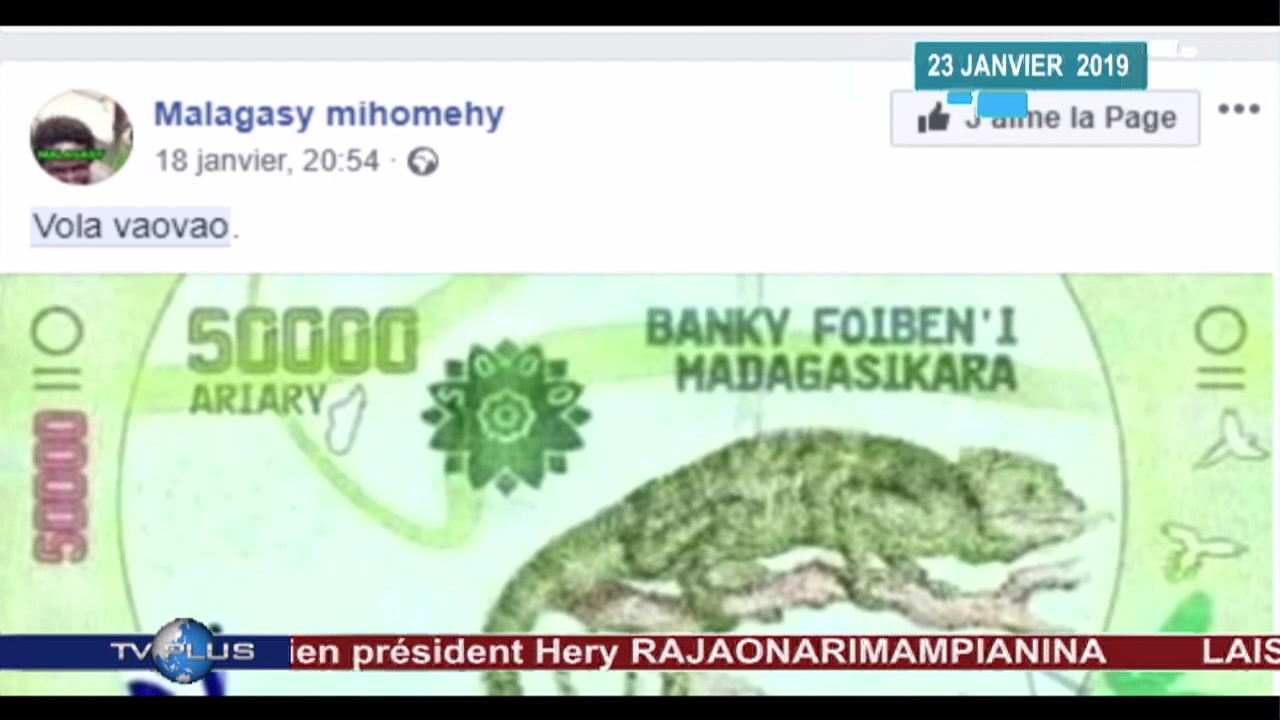 23 JANVIER 2019
Malagasy mihomehy
J'aime la Page
18 janvier, 20:54 ·
Vola vaovao.
50000
ARIARY
BANKY FOIBEN'I
MADAGASIKARA
50000
TV PLUS
ien président Hery RAJAONARIMAMPIANINA LAIS